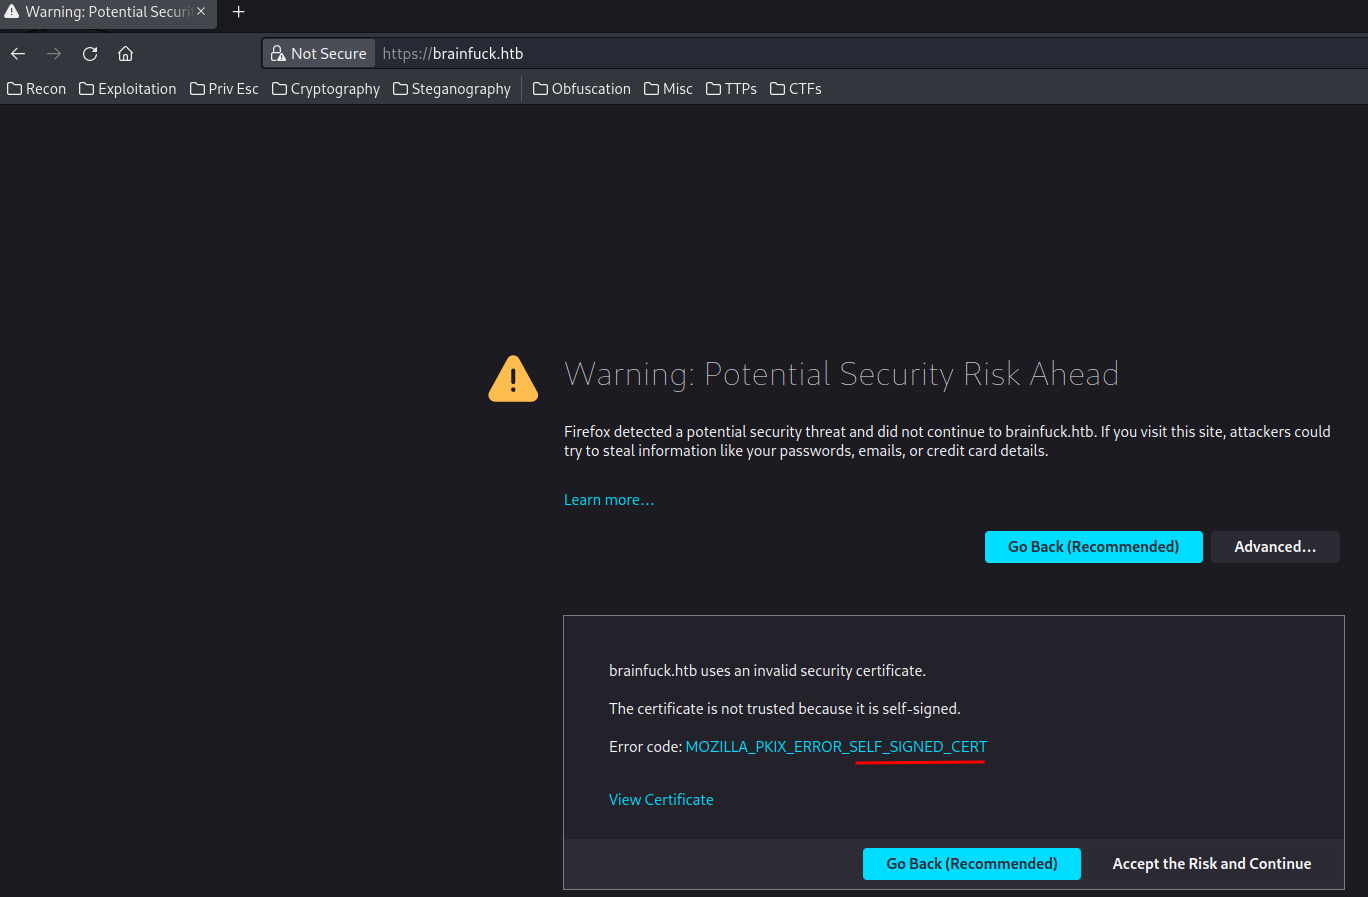 Warning: Potential Securi
Not Secure https://brainfuck.htb
Recon Exploitation Priv Esc Cryptography Steganography Obfuscation Misc TTPs CTFs
Warning: Potential Security Risk Ahead
Firefox detected a potential security threat and did not continue to brainfuck.htb. If you visit this site, attackers could
try to steal information like your passwords, emails, or credit card details.
Learn more…
Go Back (Recommended) Advanced…
brainfuck.htb uses an invalid security certificate.
The certificate is not trusted because it is self-signed.
Error code: MOZILLA_PKIX_ERROR_SELF_SIGNED_CERT
View Certificate
Go Back (Recommended) Accept the Risk and Continue